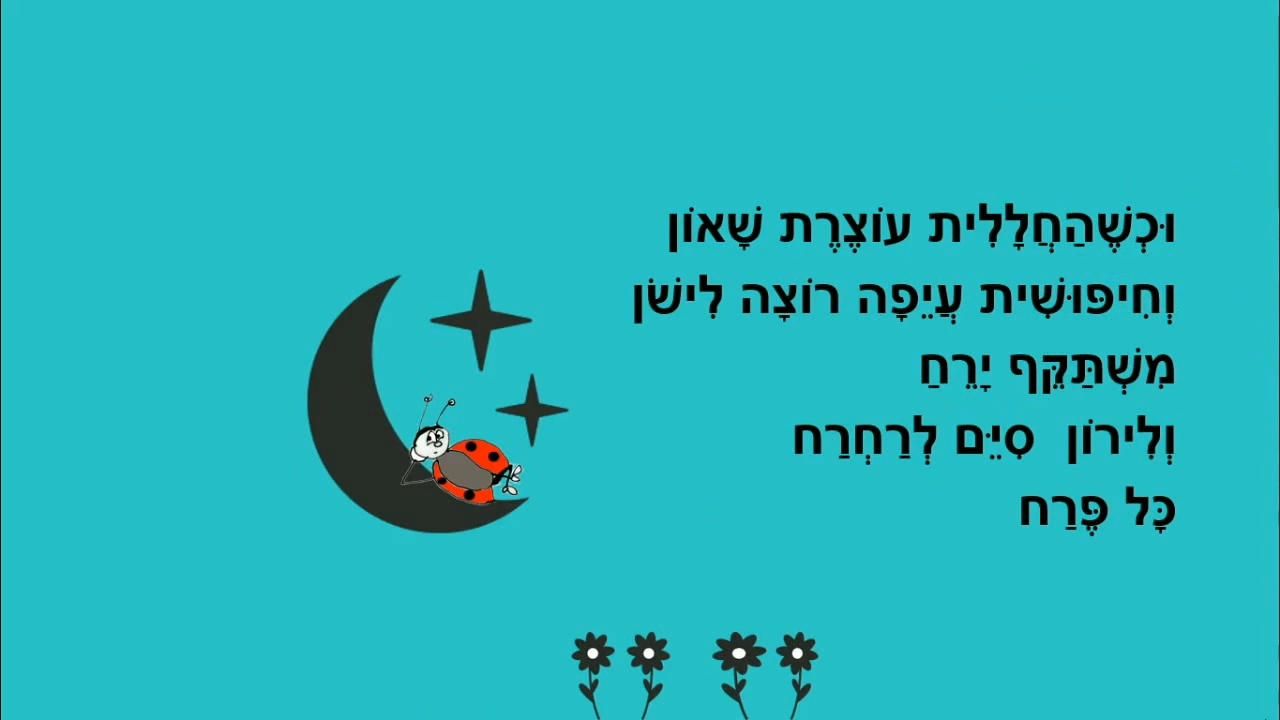 וּכְשֶׁהַחֲלָלִית עוֹצֶרֶת שָׁאוֹן
וְחִיפּוּשִׁית עֲיֵפָה רוֹצָה לִישֹׁן
מִשְׁתַּקֵּף יָרֵחַ
וְלִירוֹן סִיֵּם לְרַחְרַח
כָּל פֶּרַח